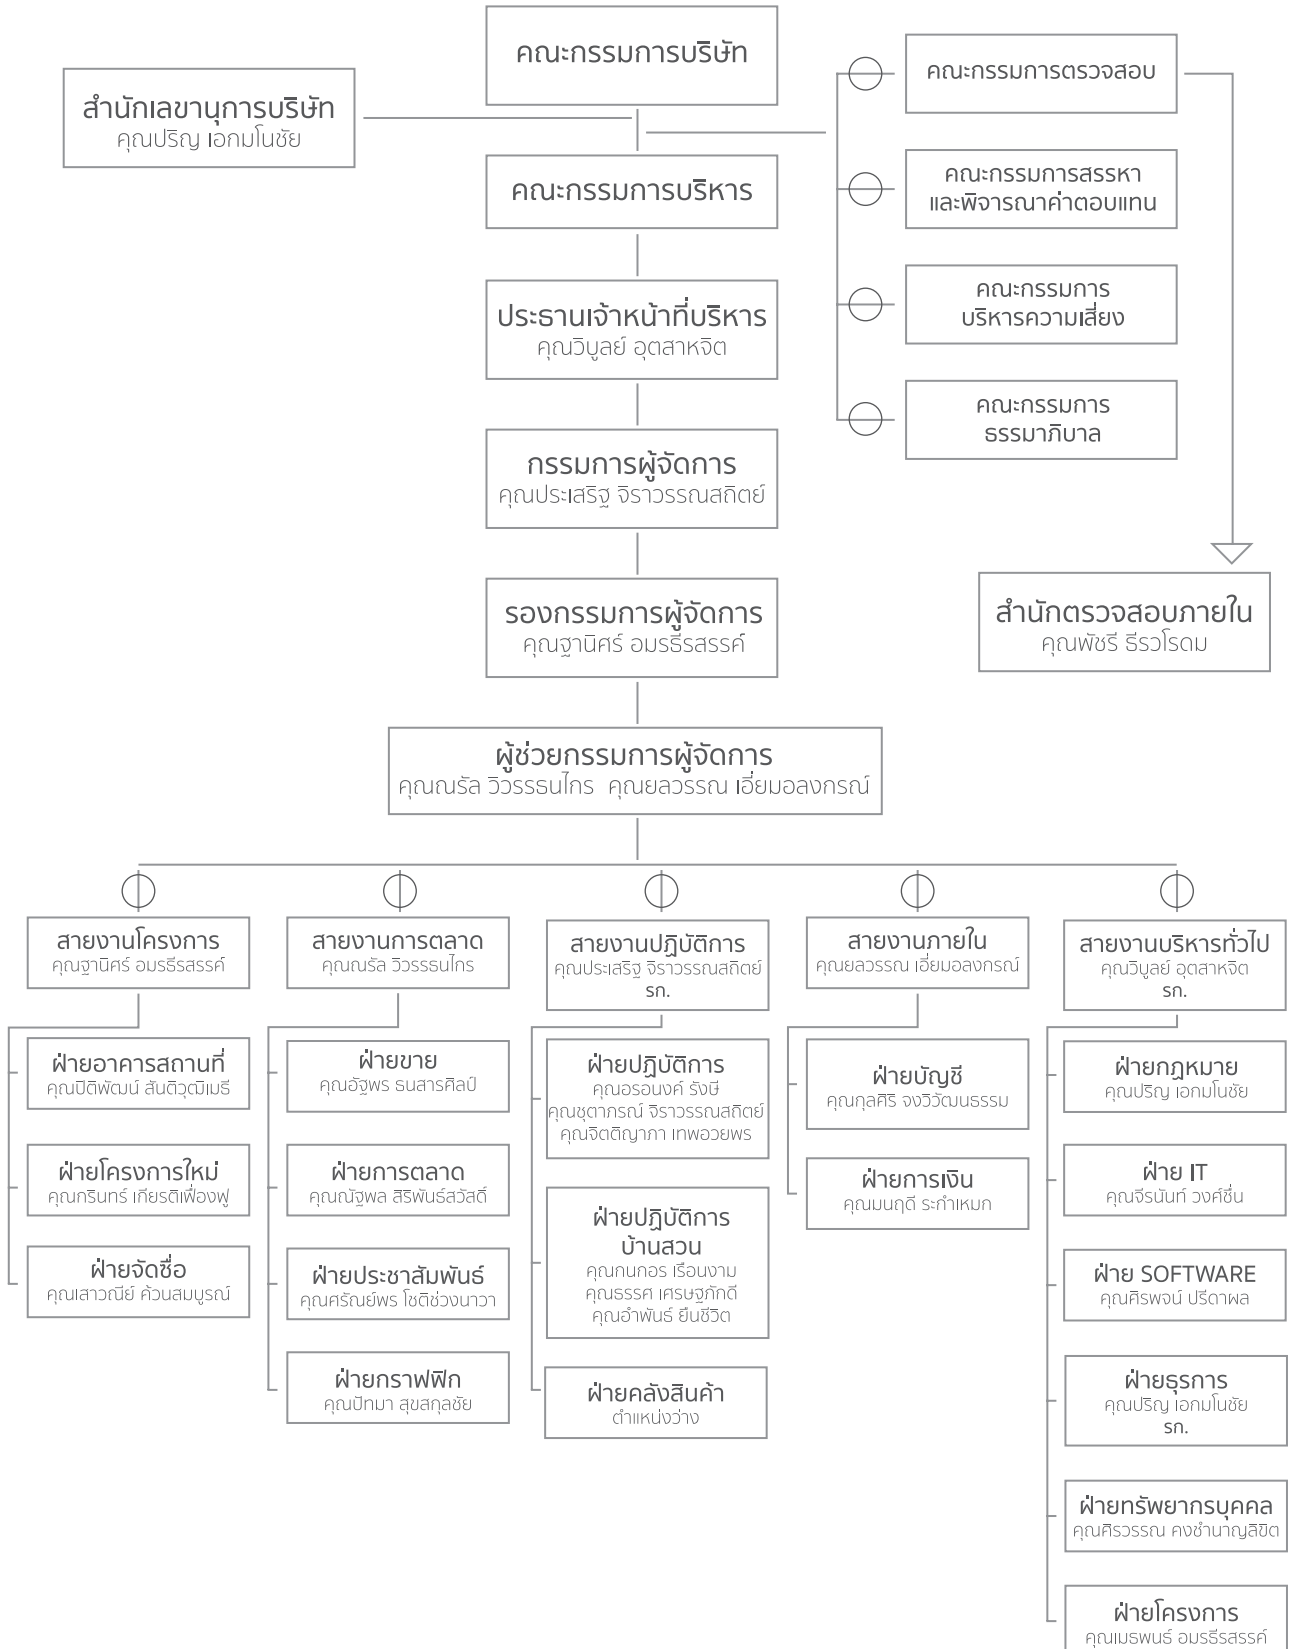 คณะกรรมการบริษัท
สำนักเลขานุการบริษัท
คุณปริญ เอกมโนชัย
คณะกรรมการตรวจสอบ
คณะกรรมการบริหาร
คณะกรรมการสรรหา
และพิจารณาค่าตอบแทน
ประธานเจ้าหน้าที่บริหาร
คุณวิบูลย์ อุตสาหจิต
คณะกรรมการ
บริหารความเสี่ยง
คณะกรรมการ
ธรรมาภิบาล
กรรมการผู้จัดการ
คุณประเสริฐ จิราวรรณสถิตย์
รองกรรมการผู้จัดการ
คุณฐานิศร์ อมรธีรสรรค์
สำนักตรวจสอบภายใน
คุณพัชรี ธีรวโรดม
ผู้ช่วยกรรมการผู้จัดการ
คุณณรัล วิวรรธนไกร คุณยลวรรณ เอี่ยมอลงกรณ์
สายงานโครงการ
คุณฐานิศร์ อมรธีรสรรค์
ฝ่ายอาคารสถานที่
คุณปิติพัฒน์ สันติวุฒิเมธี
ฝ่ายโครงการใหม่
คุณกรินทร์ เกียรติเฟื่องฟู
ฝ่ายจัดซื้อ
คุณเสาวณีย์ ค้วนสมบูรณ์
สายงานการตลาด
คุณณรัล วิวรรธนไกร
ฝ่ายขาย
คุณอัฐพร ธนสารศิลป์
ฝ่ายการตลาด
คุณณัฐพล สิริพันธ์สวัสดิ์
ฝ่ายประชาสัมพันธ์
คุณศรัณย์พร โชติช่วงนาวา
ฝ่ายกราฟฟิก
คุณปัทมา สุขสกุลชัย
สายงานปฏิบัติการ
คุณประเสริฐ จิราวรรณสถิตย์
รก.
ฝ่ายปฏิบัติการ
คุณอรอนงค์ รังษี
คุณชุตาภรณ์ จิราวรรณสถิตย์
คุณจิตติญาภา เทพอวยพร
ฝ่ายปฏิบัติการ
บ้านสวน
คุณกนกอร เรือนงาม
คุณธรรศ เศรษฐภักดี
คุณอำพันธ์ ยืนชีวิต
ฝ่ายคลังสินค้า
ตำแหน่งว่าง
สายงานภายใน
คุณยลวรรณ เอี่ยมอลงกรณ์
ฝ่ายบัญชี
คุณกุลศิริ จงวิวัฒนธรรม
ฝ่ายการเงิน
คุณมนฤดี ระกำเหมก
สายงานบริหารทั่วไป
คุณวิบูลย์ อุตสาหจิต
รก.
ฝ่ายกฎหมาย
คุณปริญ เอกมโนชัย
ฝ่าย IT
คุณจีรนันท์ วงศ์ชื่น
ฝ่าย SOFTWARE
คุณศิรพจน์ ปรีดาผล
ฝ่ายธุรการ
คุณปริญ เอกมโนชัย
รก.
ฝ่ายทรัพยากรบุคคล
คุณศิรวรรณ คงชำนาญลิขิต
ฝ่ายโครงการ
คุณเมธพนธ์ อมรธีรสรรค์